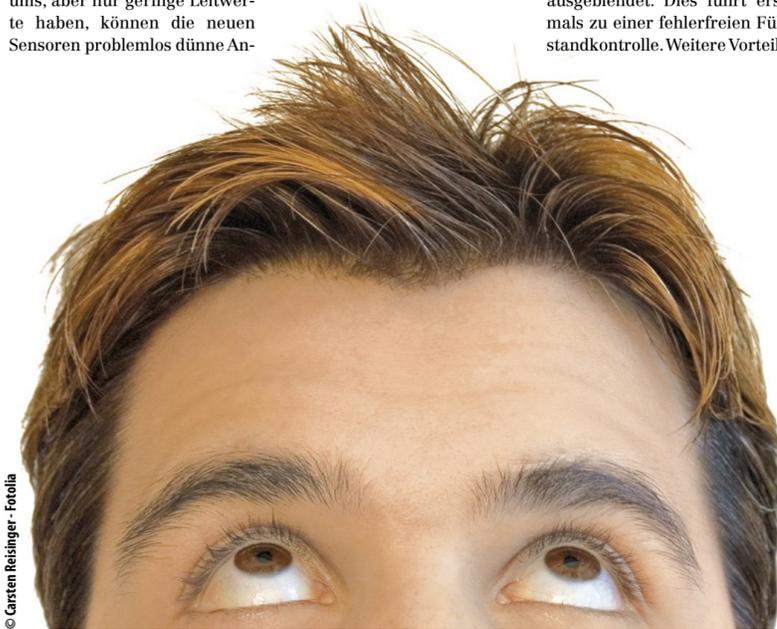 ums, aber nur geringe Leitwer-
te haben, können die neuen
Sensoren problemlos dünne An-
ausgeblendet. Dies führt ers
mals zu einer fehlerfreien Fü
standkontrolle. Weitere Vorteil
© Carsten Reisinger - Fotolia